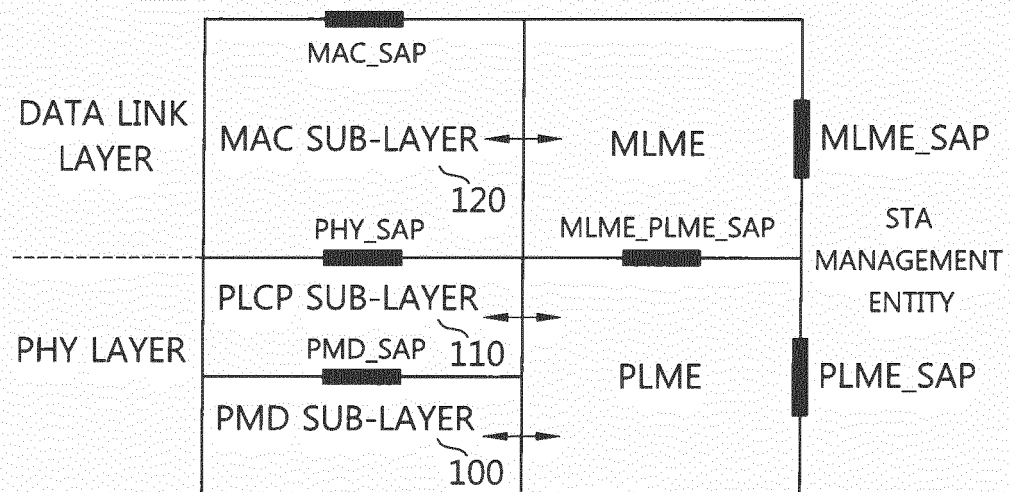 MAC_SAP
DATA LINK
LAYER
MAC SUB-LAYER
120
MLME
MLME_SAP
PHY_SAP
MLME_PLME_SAP
STA
MANAGEMENT
ENTITY
PHY LAYER
PLCP SUB-LAYER
110
PMD_SAP
PLME
PLME_SAP
PMD SUB-LAYER
100